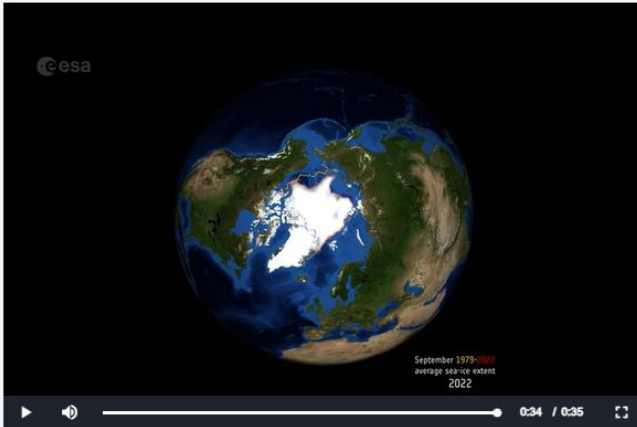 esa
September 1979-2022
average sea-ice extent
2022
0:34 / 0:35